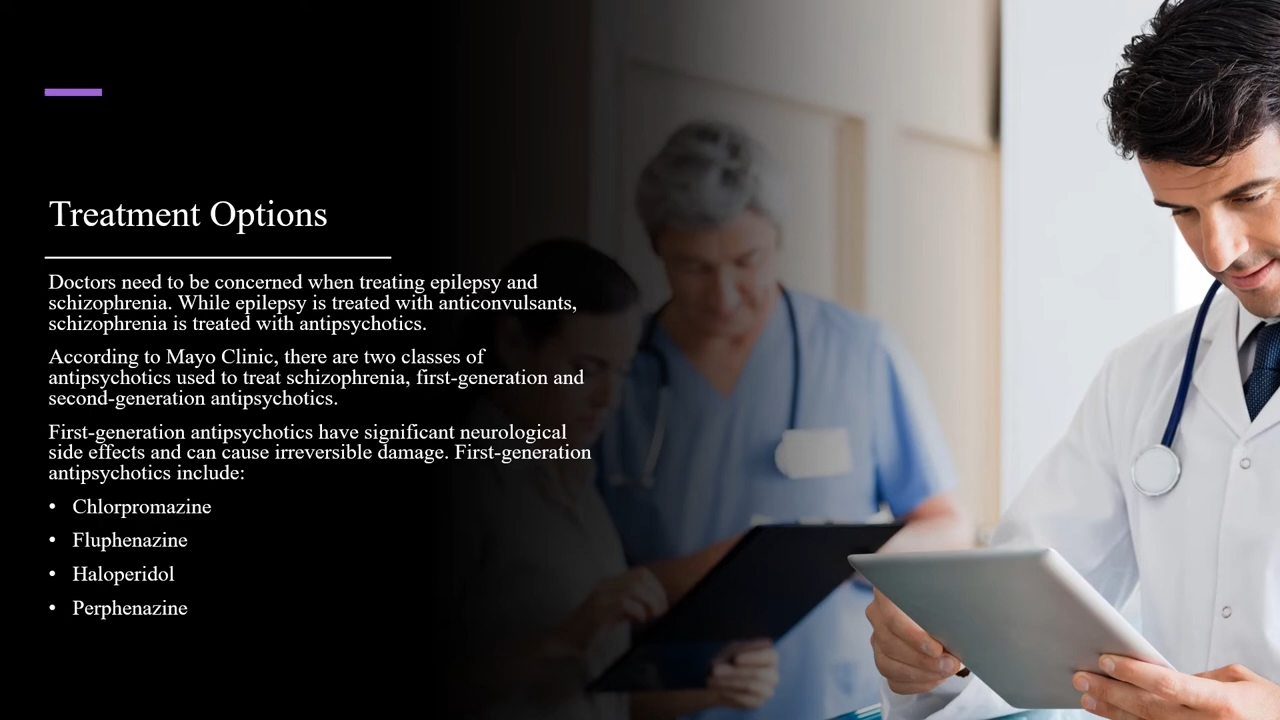 Treatment Options
Doctors need to be concerned when treating epilepsy and
schizophrenia. While epilepsy is treated with anticonvulsants,
schizophrenia is treated with antipsychotics.
According to Mayo Clinic, there are two classes of
antipsychotics used to treat schizophrenia, first-generation and
second-generation antipsychotics.
First-generation antipsychotics have significant neurological
side effects and can cause irreversible damage. First-generation
antipsychotics include:
• Chlorpromazine
• Fluphenazine
• Haloperidol
• Perphenazine